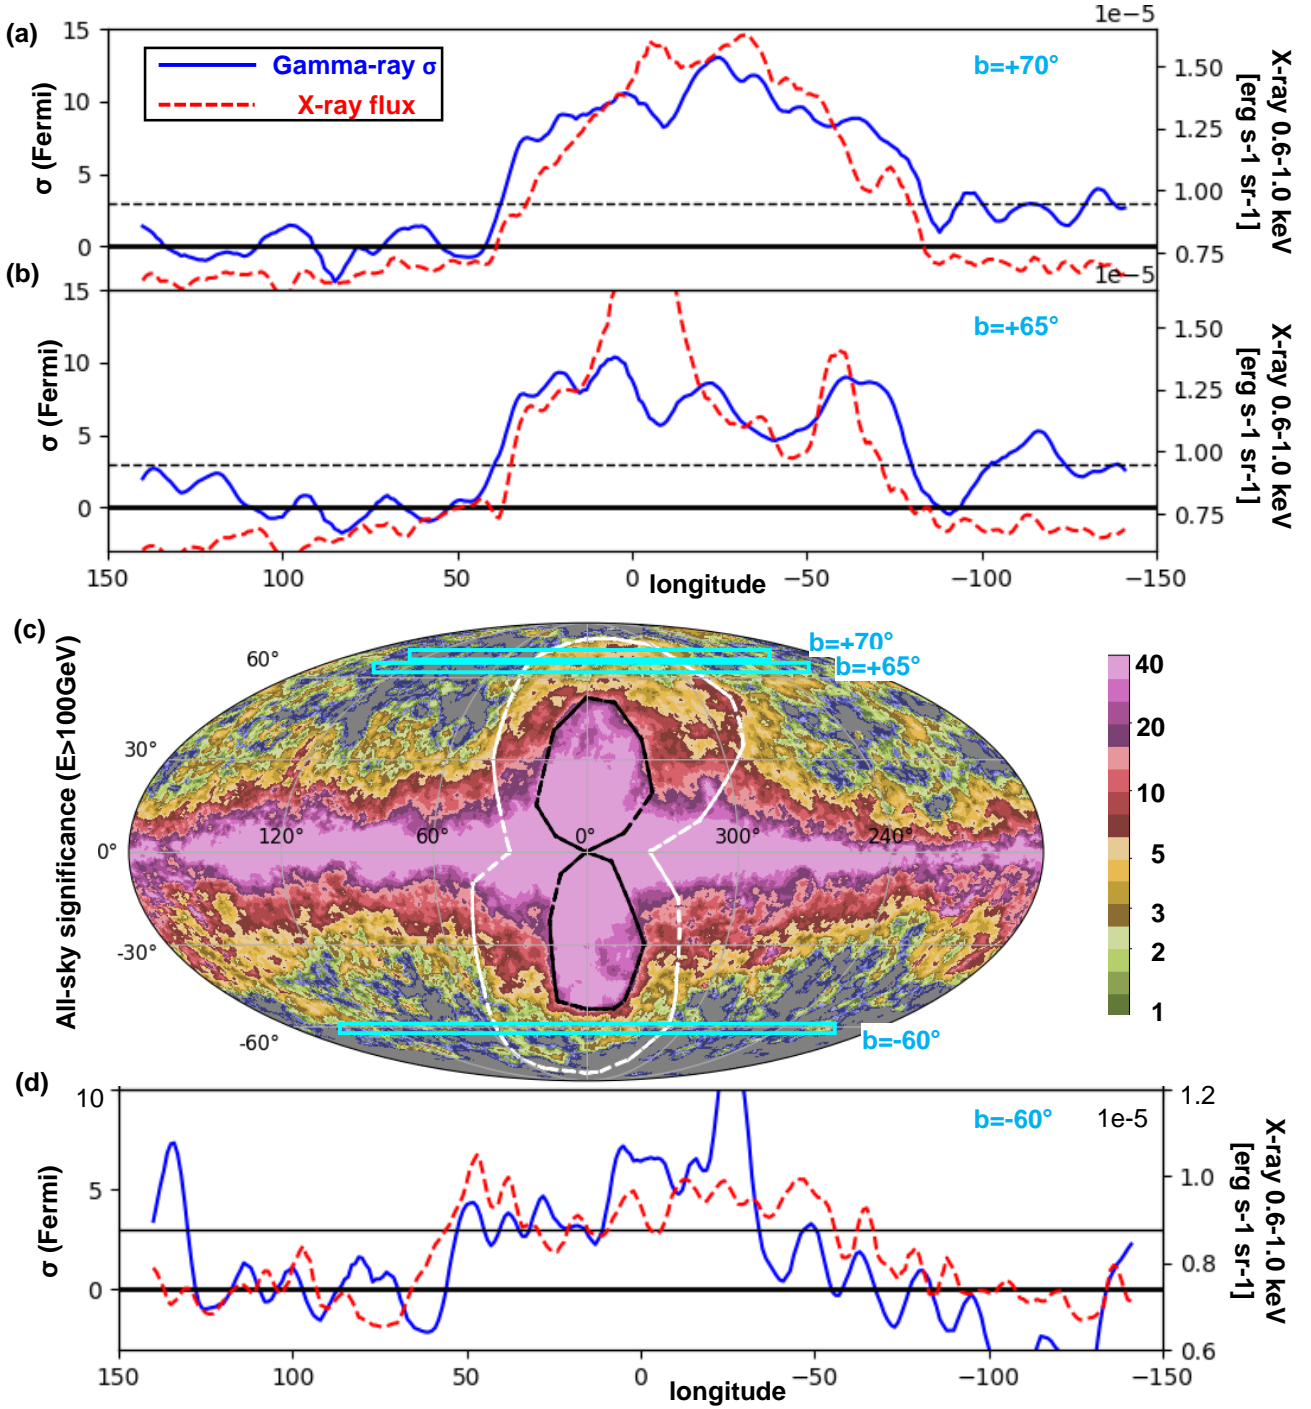 (a)
1e−5
15
10
5
0
σ (Fermi)
Gamma-ray σ
X-ray flux
b=+70°
1.50
1.25
1.00
0.75
X-ray 0.6-1.0 keV
[erg s-1 sr-1]
(b)
1e−5
15
10
5
0
σ (Fermi)
b=+65°
1.50
1.25
1.00
0.75
X-ray 0.6-1.0 keV
[erg s-1 sr-1]
150
100
50
0
−50
−100
−150
longitude
(c)
All-sky significance (E>100GeV)
b=+70°
b=+65°
60°
30°
0°
-30°
-60°
120°
60°
0°
300°
240°
b=-60°
40
20
10
5
3
2
1
(d)
10
5
0
σ (Fermi)
b=-60°
1e-5
1.2
1.0
0.8
0.6
X-ray 0.6-1.0 keV
[erg s-1 sr-1]
150
100
50
0
−50
−100
−150
longitude